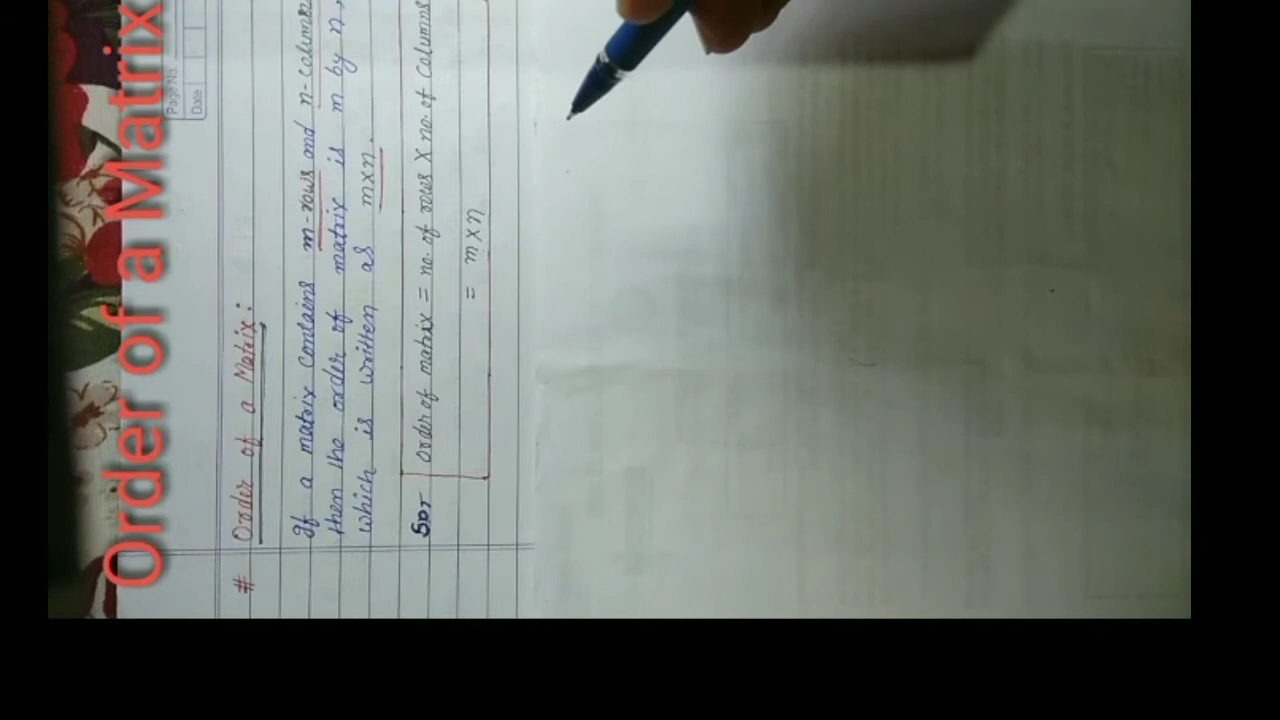 Order of a Matrix
Page No
Date
# Order of a Matrix:
If a matrix contains m-rows and n-columns
then the order of matrix is m by n,
which is written as m×n.
order of matrix = no. of rows × no. of columns
= m×n